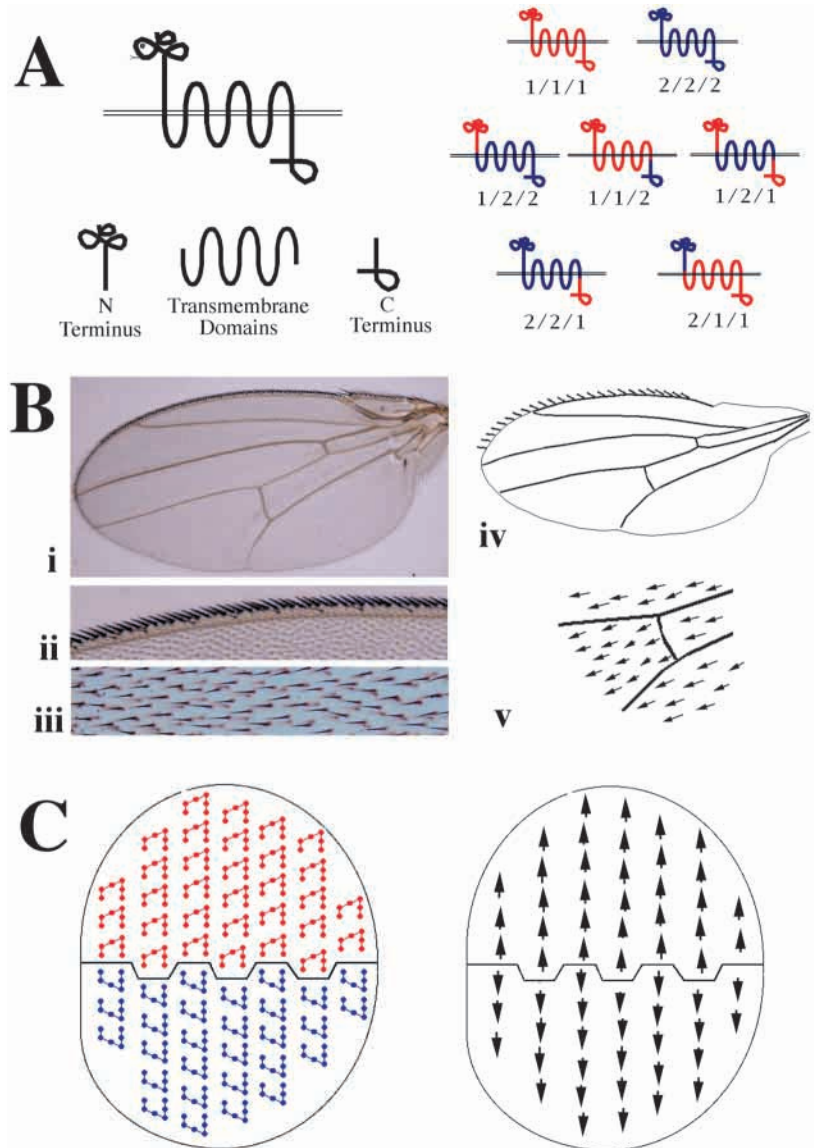 A
1/1/1
2/2/2
1/2/2
1/1/2
1/2/1
N
Terminus
Transmembrane
Domains
C
Terminus
2/2/1
2/1/1
B
i
ii
iii
iv
v
C